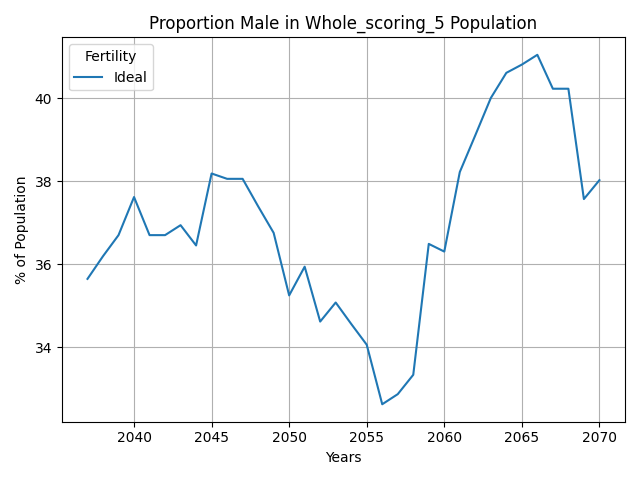 Proportion Male in Whole_scoring_5 Population
Fertility
Ideal
% of Population
40
38
36
34
2040 2045 2050 2055 2060 2065 2070
Years